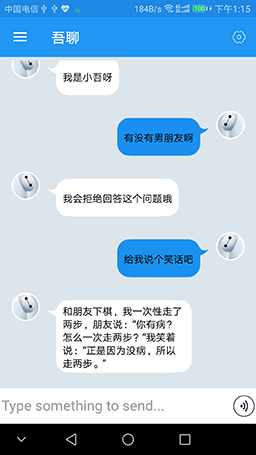 中国电信 184B/s 100 下午1:15
吾聊
我是小吾呀
有没有男朋友啊
我会拒绝回答这个问题哦
给我说个笑话吧
和朋友下棋，我一次性走了
两步，朋友说：“你有病？
怎么一次走两步？”我笑着
说：“正是因为没病，所以
走两步。”
Type something to send...